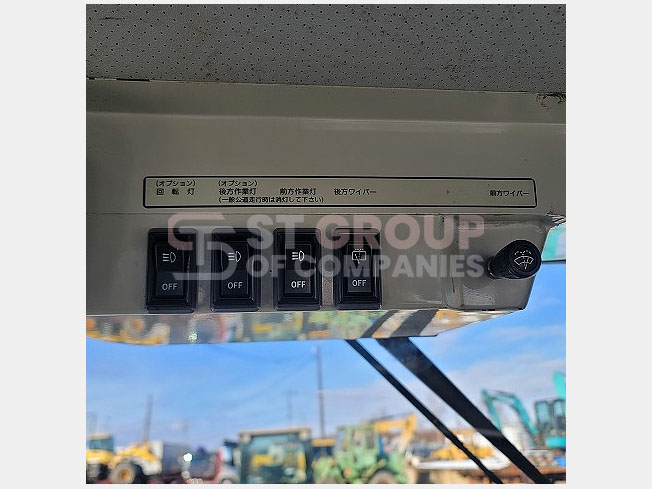 (オプション) (オプション)
回 転 灯 後方作業灯 前方作業灯 後方ワイパー 前方ワイパー
(一般公道走行時は消灯して下さい)
ST GROUP
OF COMPANIES
OFF OFF OFF OFF